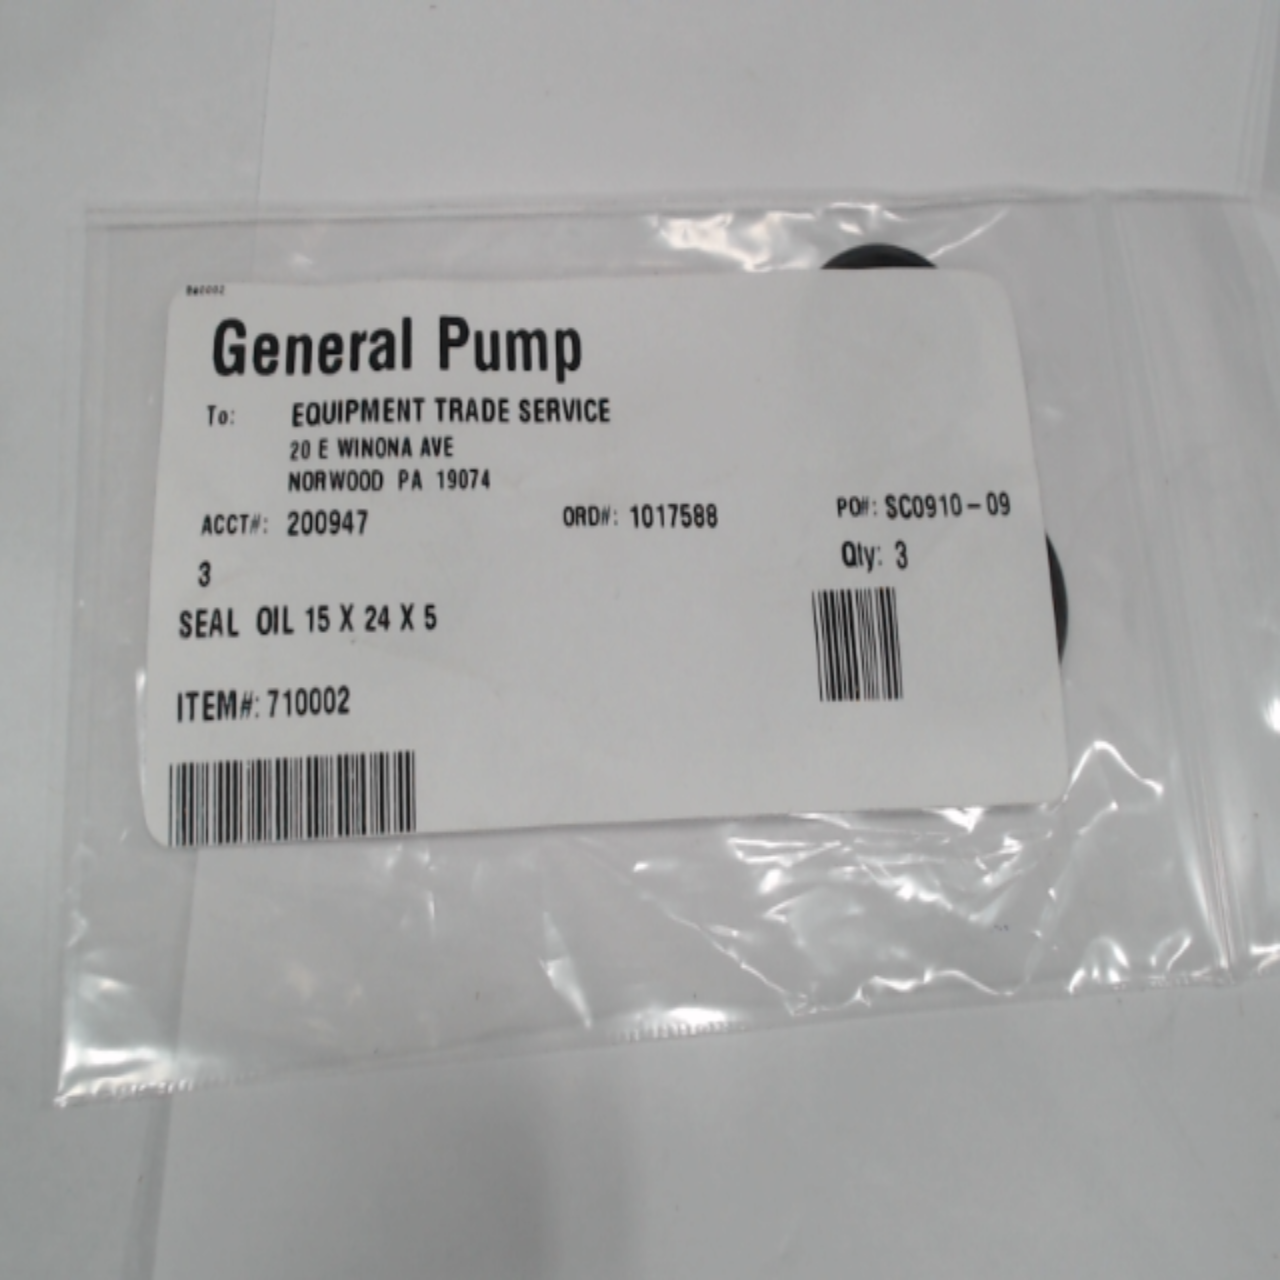 General Pump
To: EQUIPMENT TRADE SERVICE
20 E WINONA AVE
NORWOOD PA 19074
ACCT#: 200947 ORD#: 1017588 PO#: SC0910-09
3 Qty: 3
SEAL OIL 15 X 24 X 5
ITEM#: 710002